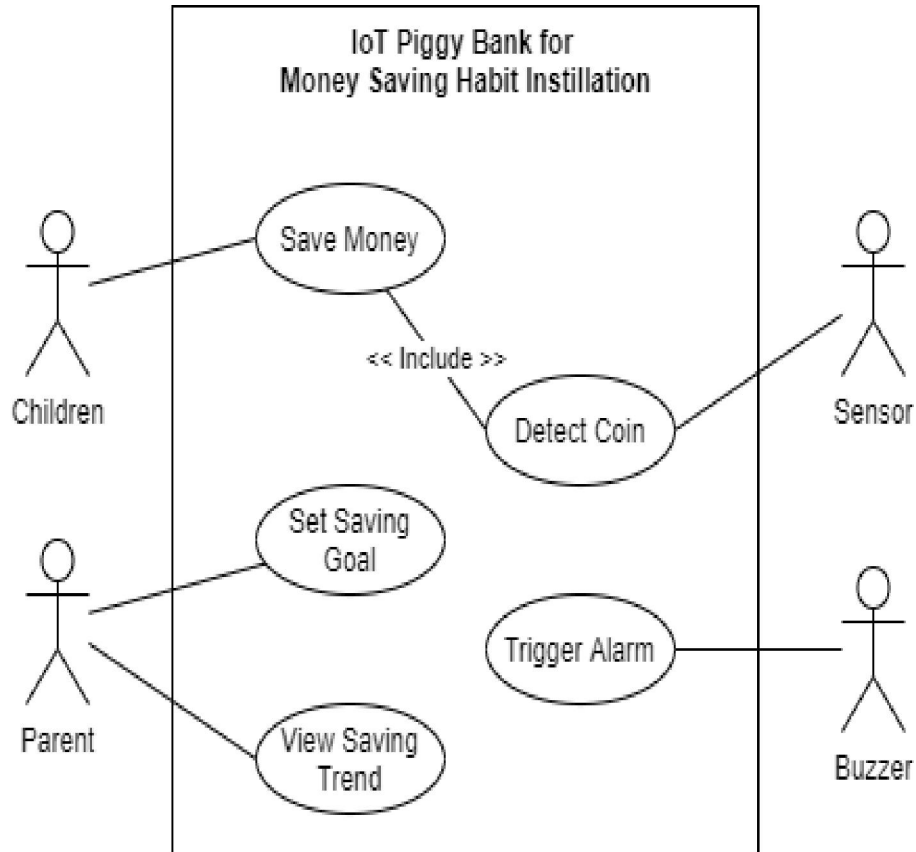 IoT Piggy Bank for
Money Saving Habit Instillation
Save Money
<< Include >>
Children
Detect Coin
Sensor
Set Saving
Goal
Trigger Alarm
Parent
View Saving
Trend
Buzzer